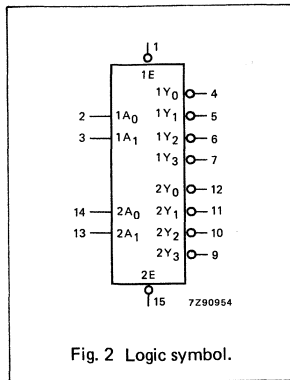 1
1E
1Y0 4
2 1A0 1Y1 5
3 1A1 1Y2 6
1Y3 7
2Y0 12
14 2A0 2Y1 11
13 2A1 2Y2 10
2Y3 9
2E
15 7Z90954
Fig. 2 Logic symbol.